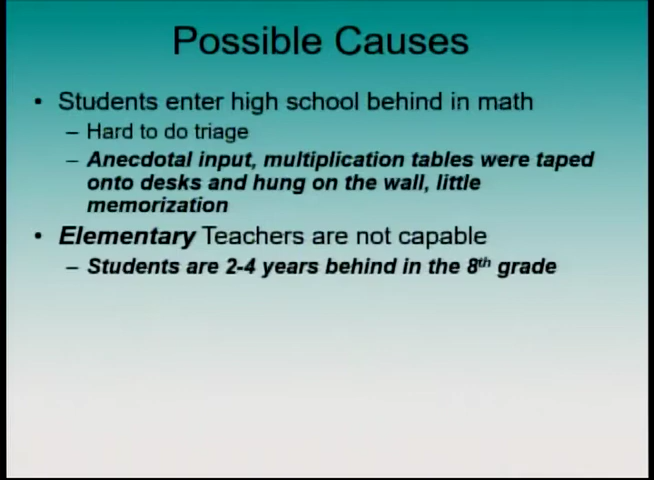 Possible Causes
• Students enter high school behind in math
– Hard to do triage
– Anecdotal input, multiplication tables were taped
onto desks and hung on the wall, little
memorization
• Elementary Teachers are not capable
– Students are 2-4 years behind in the 8th grade